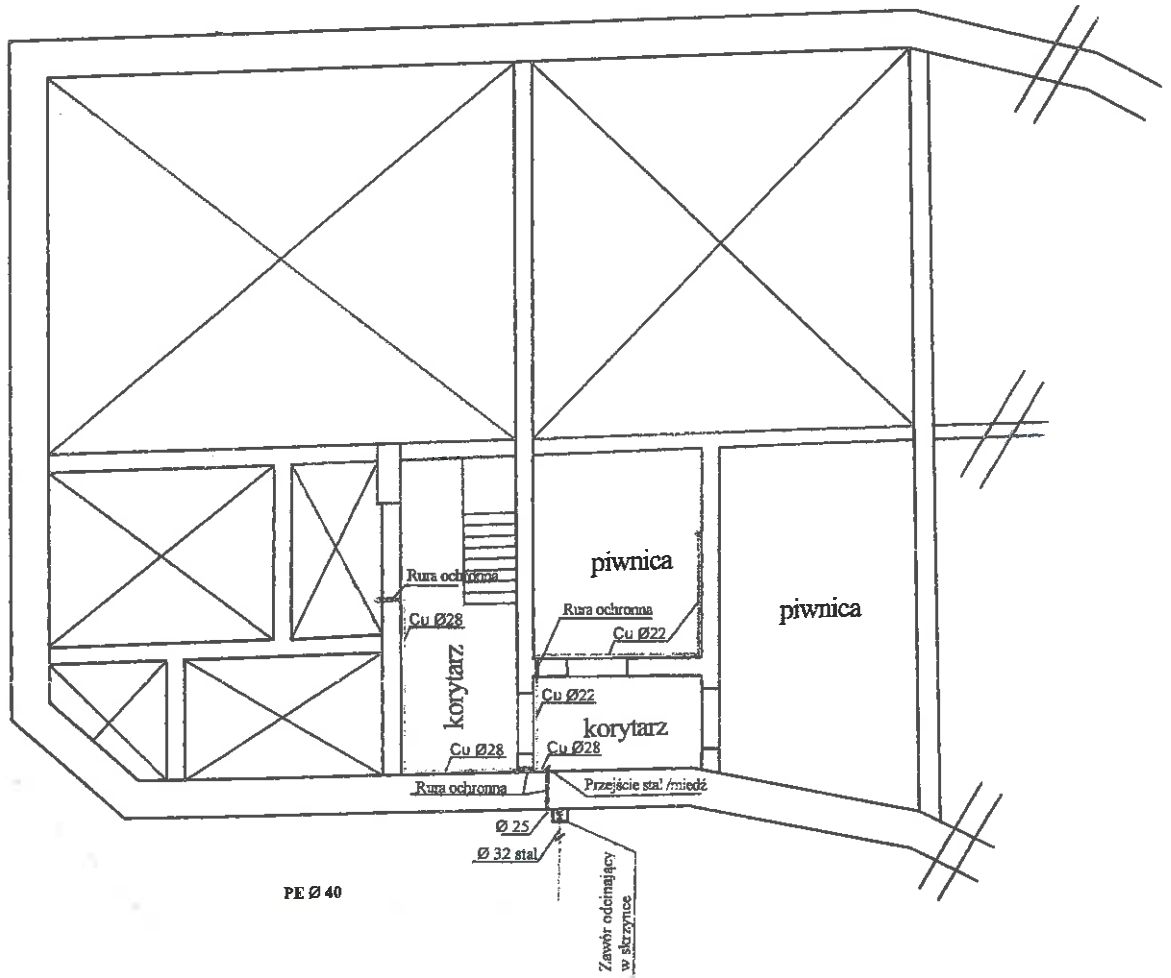 piwnica
Rura ochronna
piwnica
Rura ochronna
Cu Ø28
Cu Ø22
korytarz
Cu Ø22
korytarz
Cu Ø28
Cu Ø28
Rura ochronną
Przejście stal /miedź
Ø 25
Ø 32 stal
PE Ø 40
Zawór odcinający
w skrzynce